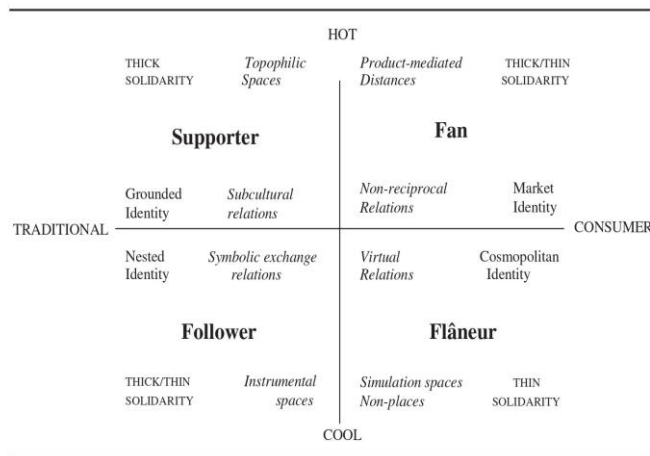 HOT
THICK Topophilic Product-mediated THICK/THIN
SOLIDARITY Spaces Distances SOLIDARITY
Supporter Fan
Grounded Subcultural Non-reciprocal Market
Identity relations Relations Identity
TRADITIONAL CONSUMER
Nested Symbolic exchange Virtual Cosmopolitan
Identity relations Relations Identity
Follower Flâneur
THICK/THIN Instrumental Simulation spaces THIN
SOLIDARITY spaces Non-places SOLIDARITY
COOL